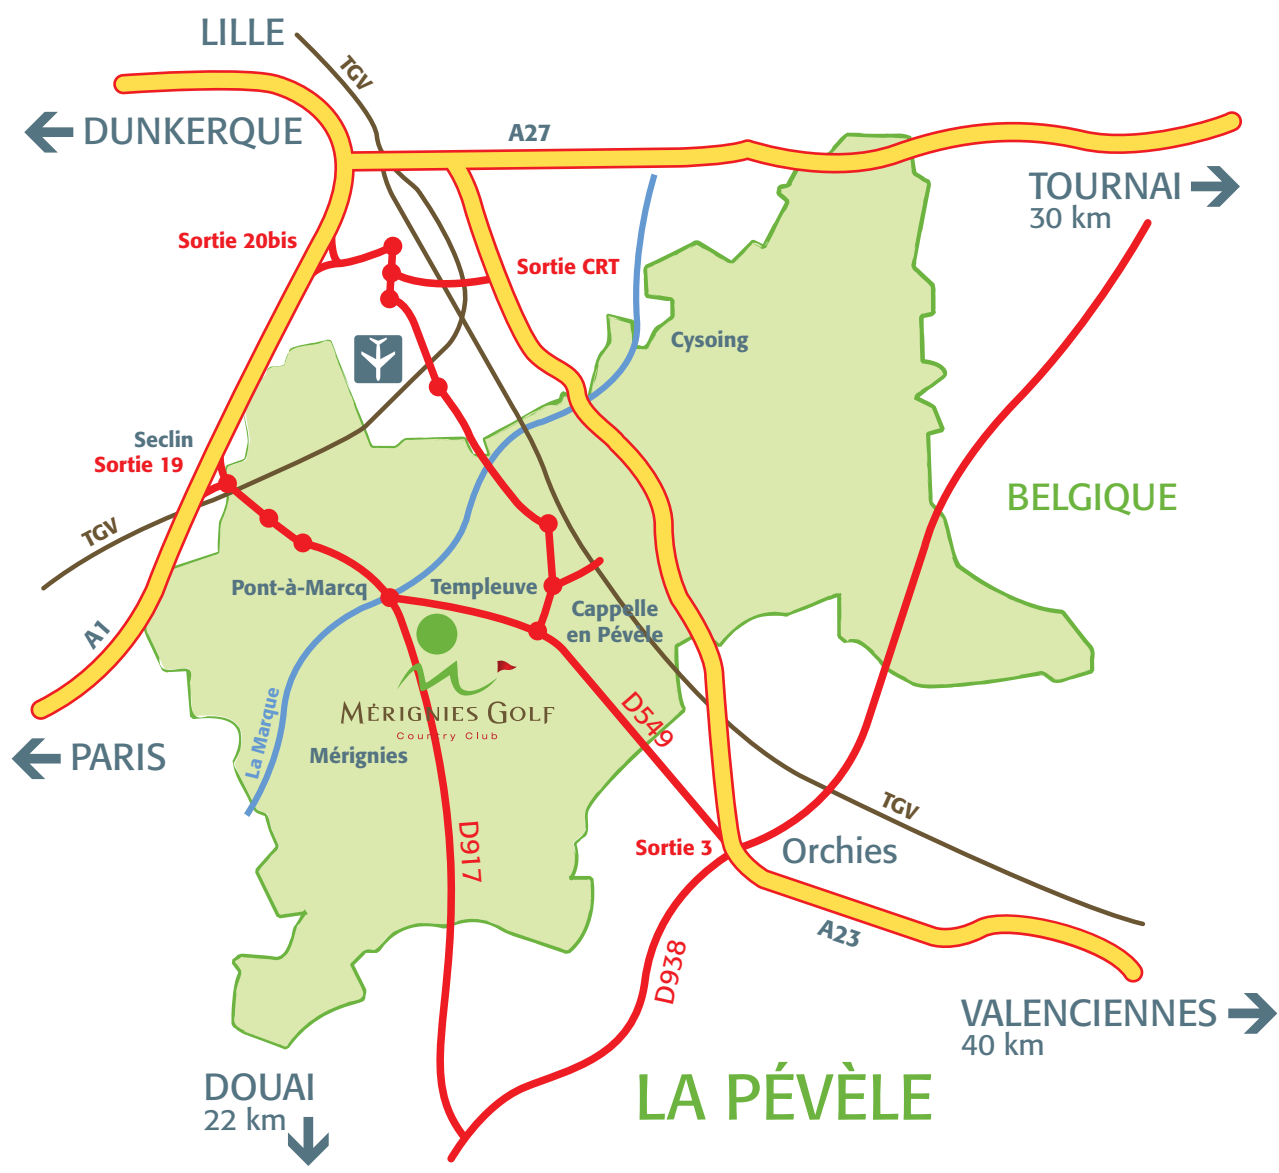 LILLE
TGV
DUNKERQUE
A27
TOURNAI
30 km
Sortie 20bis
Sortie CRT
Cysoing
Seclin
Sortie 19
BELGIQUE
TGV
Pont-à-Marcq
Templeuve
Cappelle
en Pévele
A1
MÉRIGNIES GOLF
Country Club
La Marque
D549
PARIS
Mérignies
TGV
D917
Sortie 3
Orchies
A23
D938
VALENCIENNES
40 km
DOUAI
22 km
LA PÉVÈLE